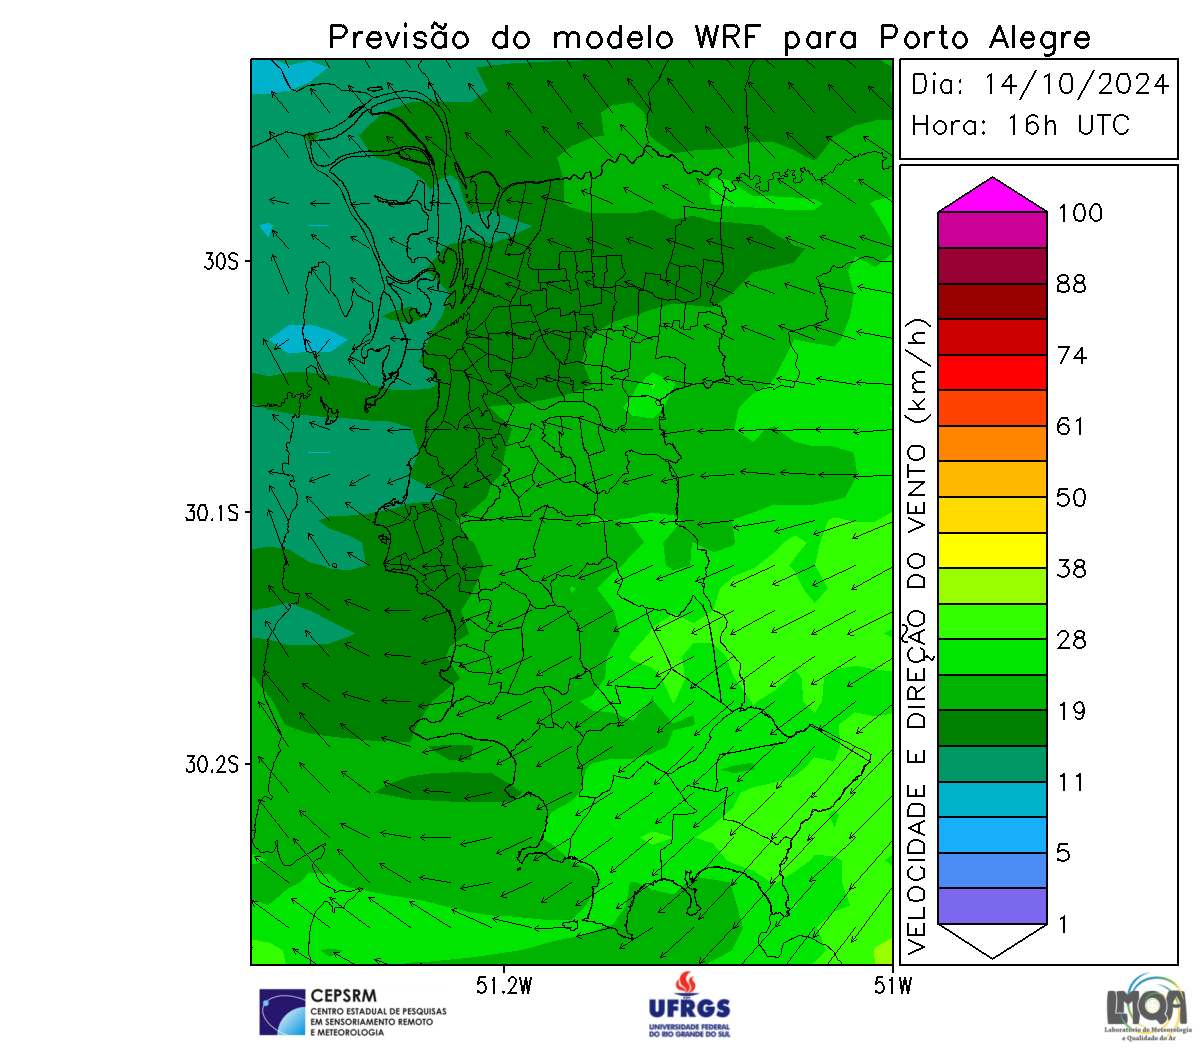 Previsão do modelo WRF para Porto Alegre
Dia: 14/10/2024
Hora: 16h UTC
VELOCIDADE E DIREÇÃO DO VENTO (km/h)
100
88
74
61
50
38
28
19
11
5
1
30S
30.1S
30.2S
51.2W
51W
CEPSRM
CENTRO ESTADUAL DE PESQUISAS
EM SENSORIAMENTO REMOTO
E METEOROLOGIA
UFRGS
UNIVERSIDADE FEDERAL
DO RIO GRANDE DO SUL
LMQA
Laboratório de Meteorologia
e Qualidade do Ar